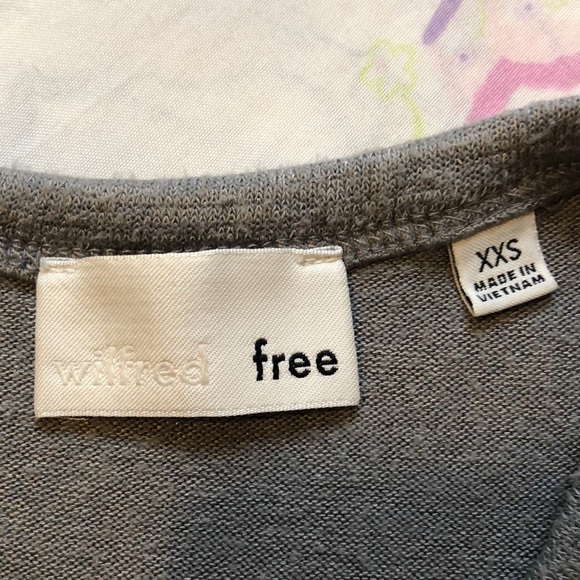 wilfred free
XXS
MADE IN
VIETNAM